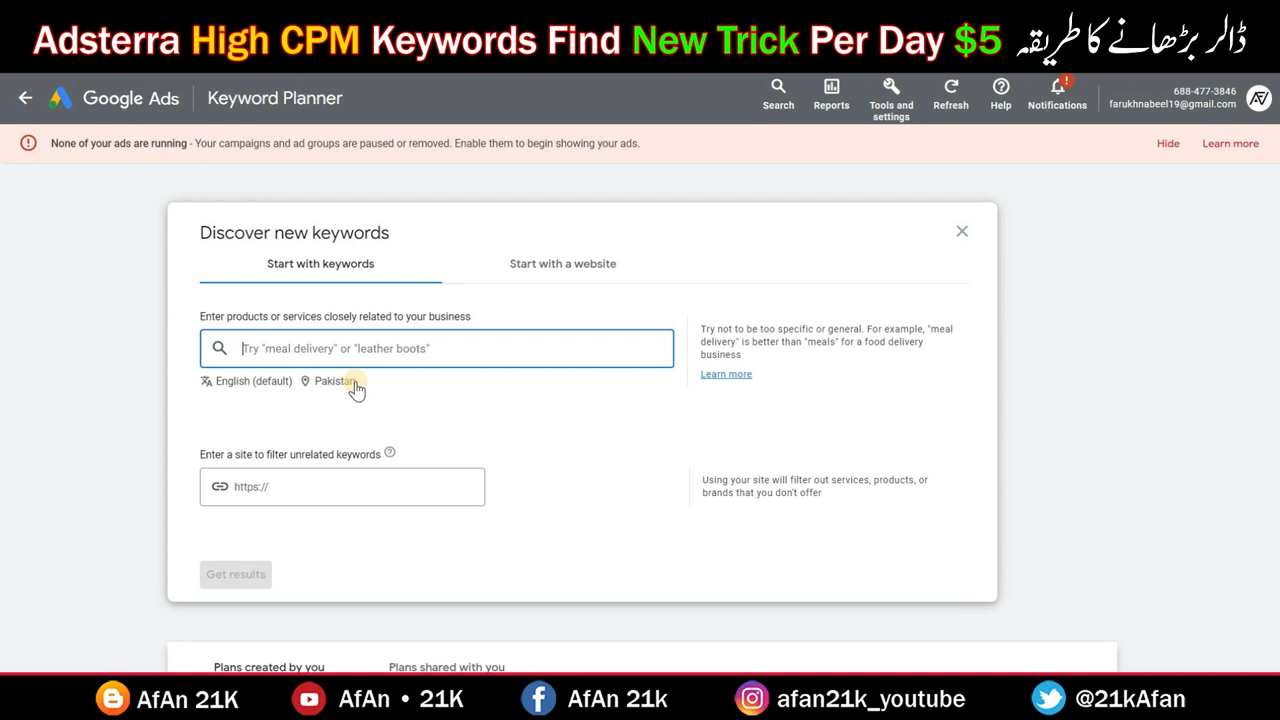 Adsterra High CPM Keywords Find New Trick Per Day $5 ڈالر بڑھانے کا طریقہ
Google Ads Keyword Planner
Search Reports Tools and settings Refresh Help Notifications
688-477-3846
farukhnabeel19@gmail.com
None of your ads are running - Your campaigns and ad groups are paused or removed. Enable them to begin showing your ads. Hide Learn more
Discover new keywords
Start with keywords Start with a website
Enter products or services closely related to your business
Try "meal delivery" or "leather boots"
English (default) Pakistan
Try not to be too specific or general. For example, "meal
delivery" is better than "meals" for a food delivery
business
Learn more
Enter a site to filter unrelated keywords
https://
Using your site will filter out services, products, or
brands that you don't offer
Get results
Plans created by you Plans shared with you
AfAn 21K AfAn • 21K AfAn 21k afan21k_youtube @21kAfan